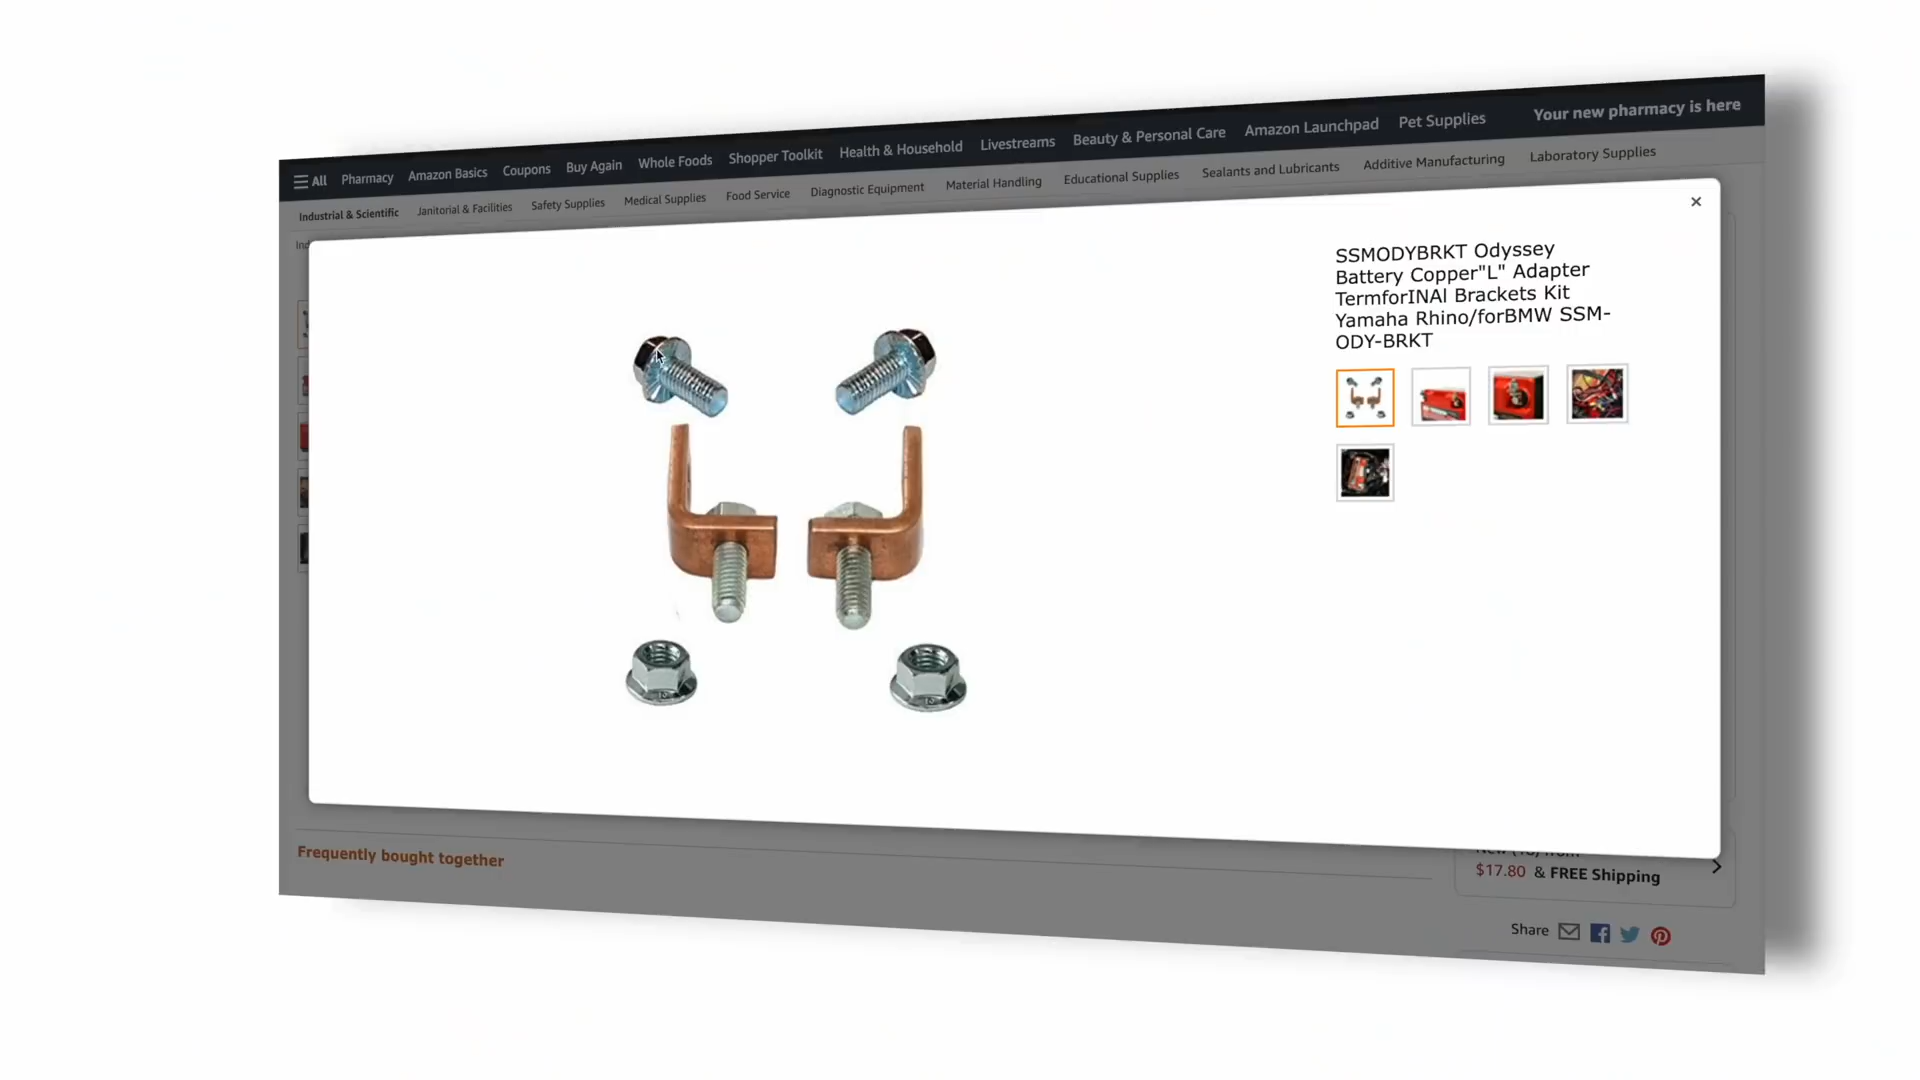 All Pharmacy Amazon Basics Coupons Buy Again Whole Foods Shopper Toolkit Health & Household Livestreams Beauty & Personal Care Amazon Launchpad Pet Supplies Your new pharmacy is here
Industrial & Scientific Janitorial & Facilities Safety Supplies Medical Supplies Food Service Diagnostic Equipment Material Handling Educational Supplies Sealants and Lubricants Additive Manufacturing Laboratory Supplies
SSMODYBRKT Odyssey
Battery Copper"L" Adapter
TermforINAl Brackets Kit
Yamaha Rhino/forBMW SSM-
ODY-BRKT
Frequently bought together
$17.80 & FREE Shipping
Share